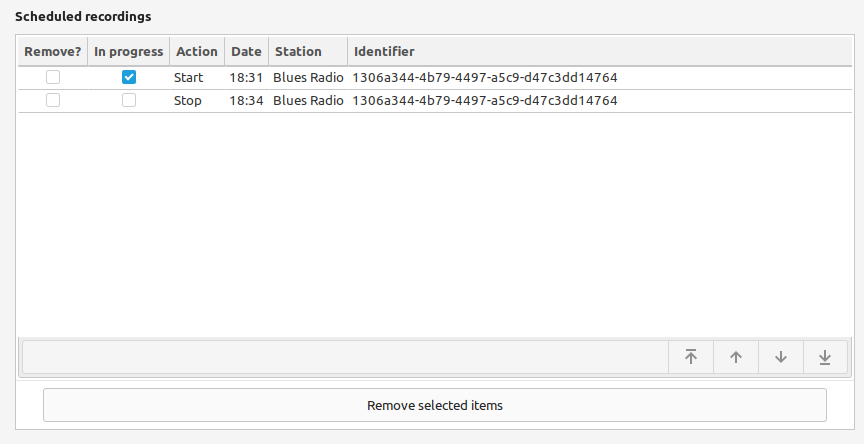 Scheduled recordings
Remove? In progress Action Date Station Identifier
Start 18:31 Blues Radio 1306a344-4b79-4497-a5c9-d47c3dd14764
Stop 18:34 Blues Radio 1306a344-4b79-4497-a5c9-d47c3dd14764
Remove selected items